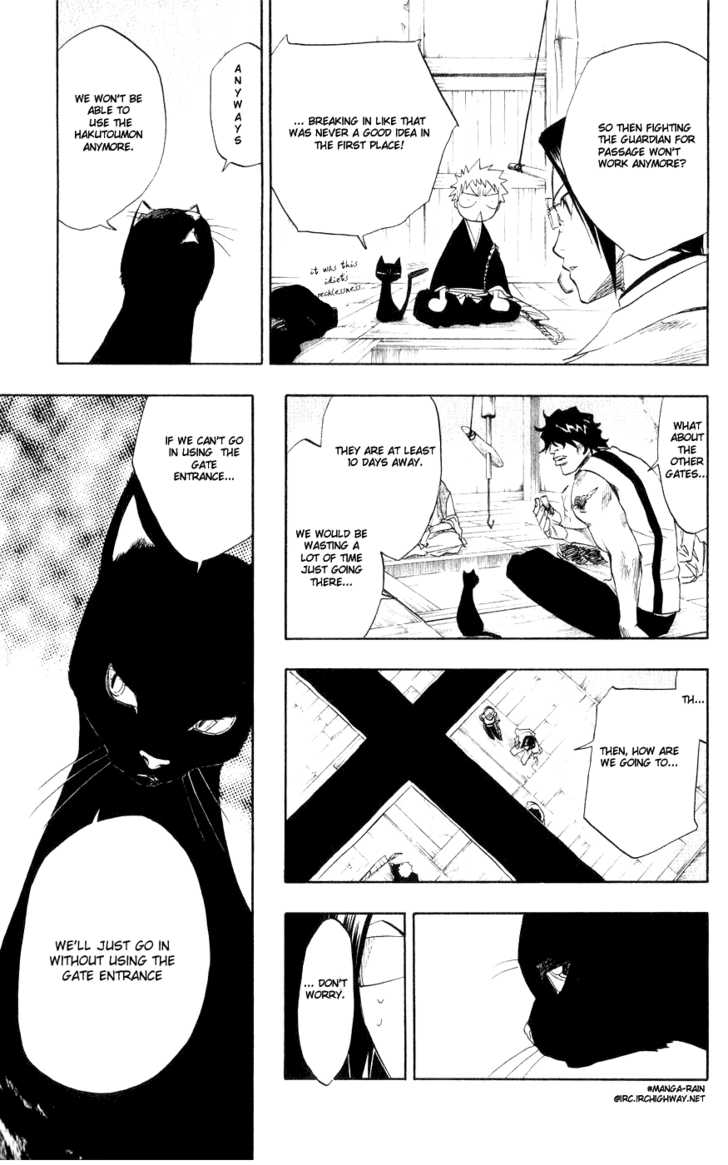 SO THEN FIGHTING
THE GUARDIAN FOR
PASSAGE WON'T
WORK ANYMORE?
... BREAKING IN LIKE THAT
WAS NEVER A GOOD IDEA IN
THE FIRST PLACE!
it was this
idiet's
recklessness...
A
N
Y
W
A
Y
S
WE WON'T BE
ABLE TO
USE THE
HAKUTOUMON
ANYMORE.
WHAT
ABOUT
THE
OTHER
GATES...
THEY ARE AT LEAST
10 DAYS AWAY.
WE WOULD BE
WASTING A
LOT OF TIME
JUST GOING
THERE...
TH...
THEN, HOW ARE
WE GOING TO...
... DON'T
WORRY.
IF WE CAN'T GO
IN USING THE
GATE
ENTRANCE...
WE'LL JUST GO IN
WITHOUT USING THE
GATE ENTRANCE
#MANGA-RAIN
@IRC.IRCHIGHWAY.NET